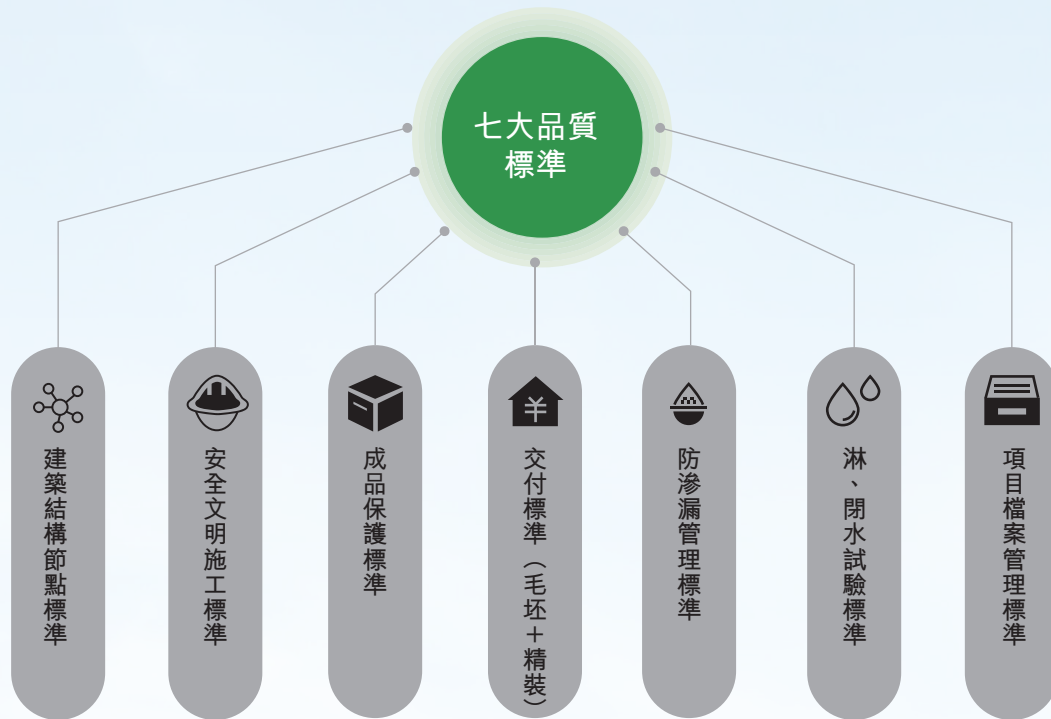 七大品質
標準
建築結構節點標準
安全文明施工標準
成品保護標準
交付標準（毛坯＋精裝）
防滲漏管理標準
淋、閉水試驗標準
項目檔案管理標準